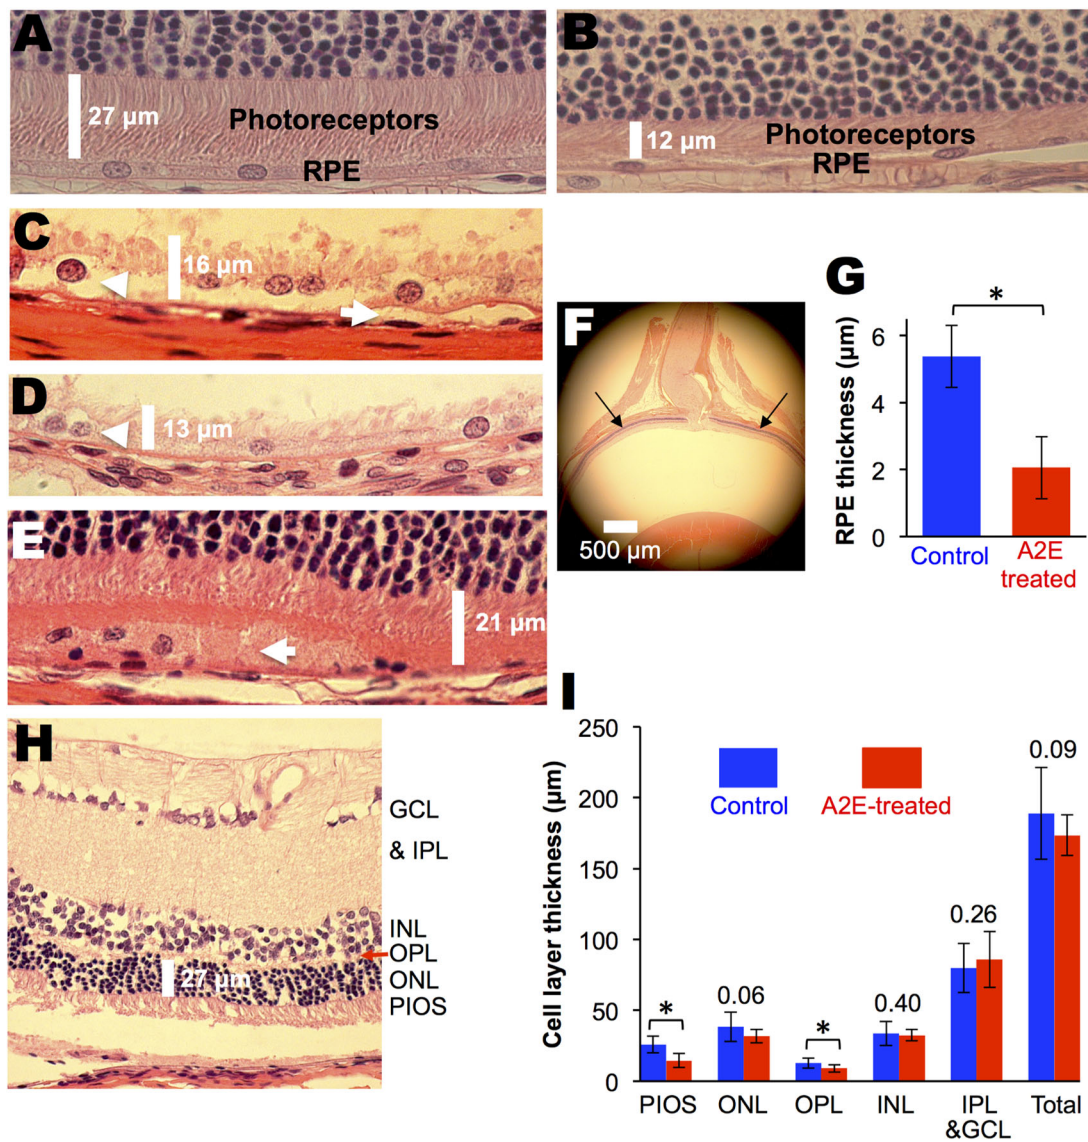 A
27 µm
Photoreceptors
RPE
B
12 µm
Photoreceptors
RPE
C
16 µm
D
13 µm
E
21 µm
F
500 µm
G
*
RPE thickness (µm)
6
4
2
0
Control
A2E
treated
H
GCL
& IPL
INL
OPL
ONL
PIOS
27 µm
I
Cell layer thickness (µm)
250
200
150
100
50
0
Control
A2E-treated
*
0.06
*
0.40
0.26
0.09
PIOS
ONL
OPL
INL
IPL
&GCL
Total